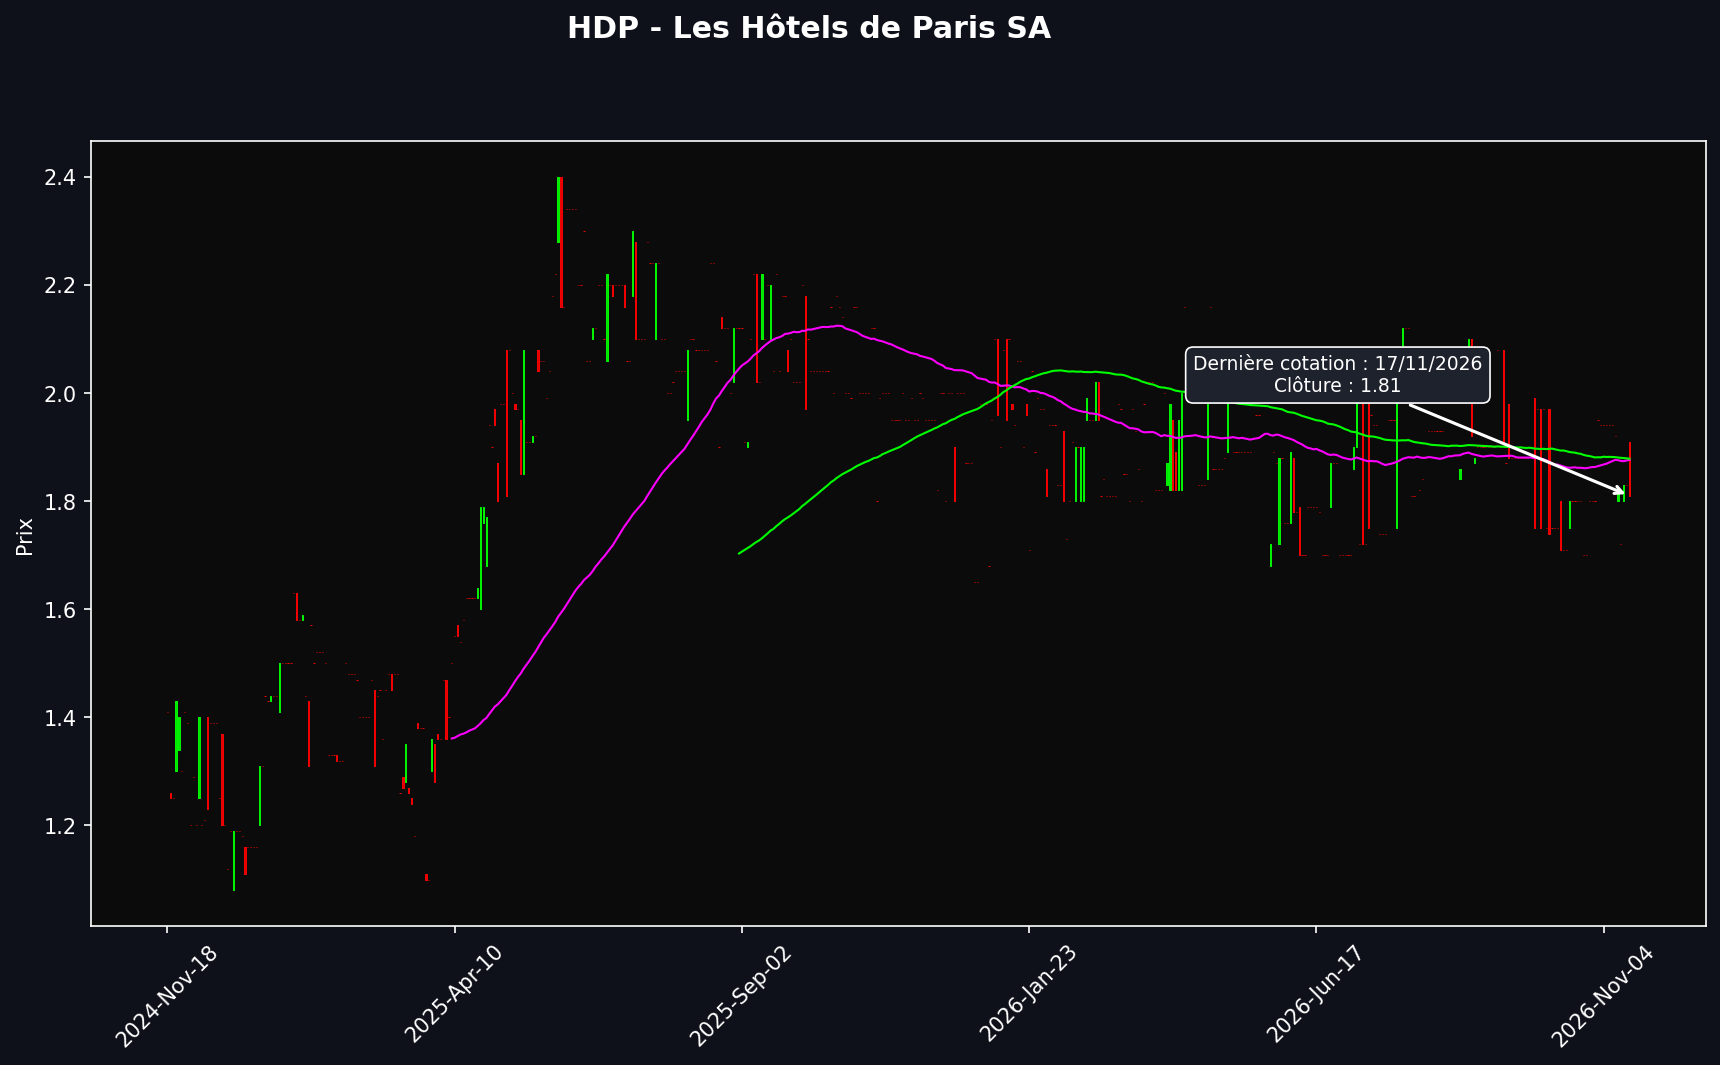 HDP - Les Hôtels de Paris SA
Prix
2.4
2.2
2.0
1.8
1.6
1.4
1.2
Dernière cotation : 17/11/2026
Clôture : 1.81
2024-Nov-18
2025-Apr-10
2025-Sep-02
2026-Jan-23
2026-Jun-17
2026-Nov-04